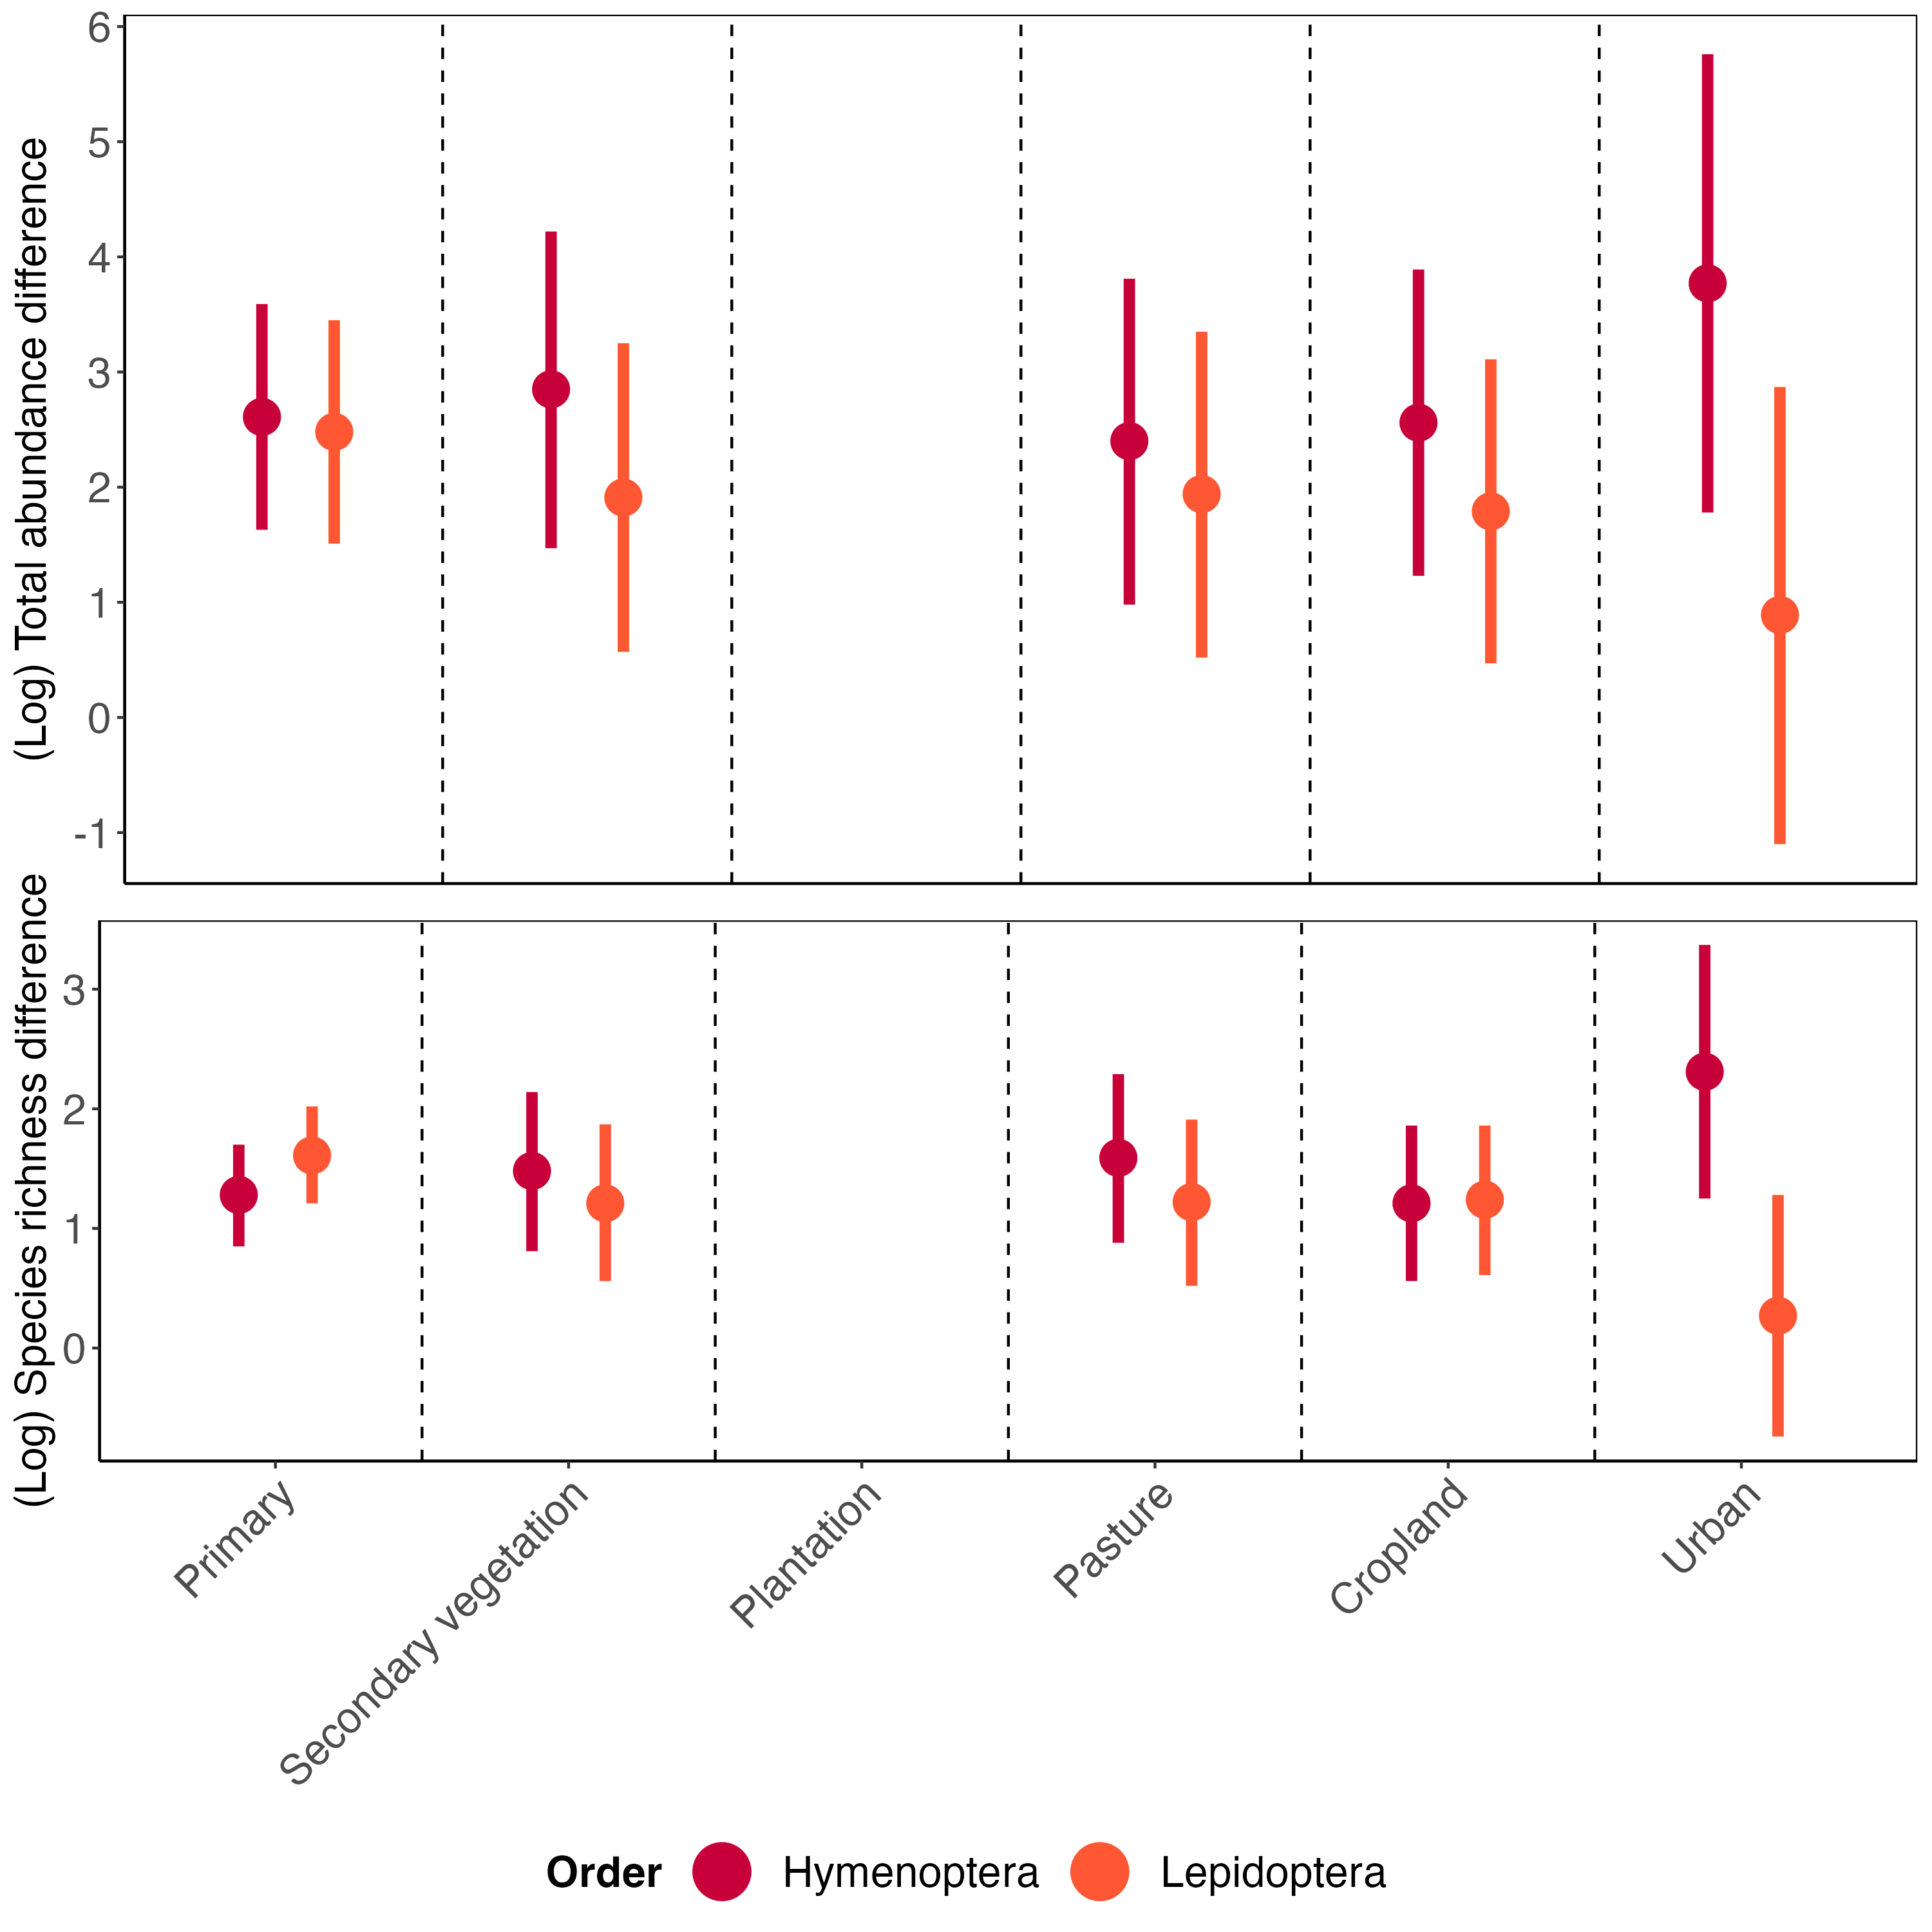 (Log) Total abundance difference
6
5
4
3
2
1
0
-1
(Log) Species richness difference
3
2
1
0
Primary
Secondary vegetation
Plantation
Pasture
Cropland
Urban
Order Hymenoptera Lepidoptera